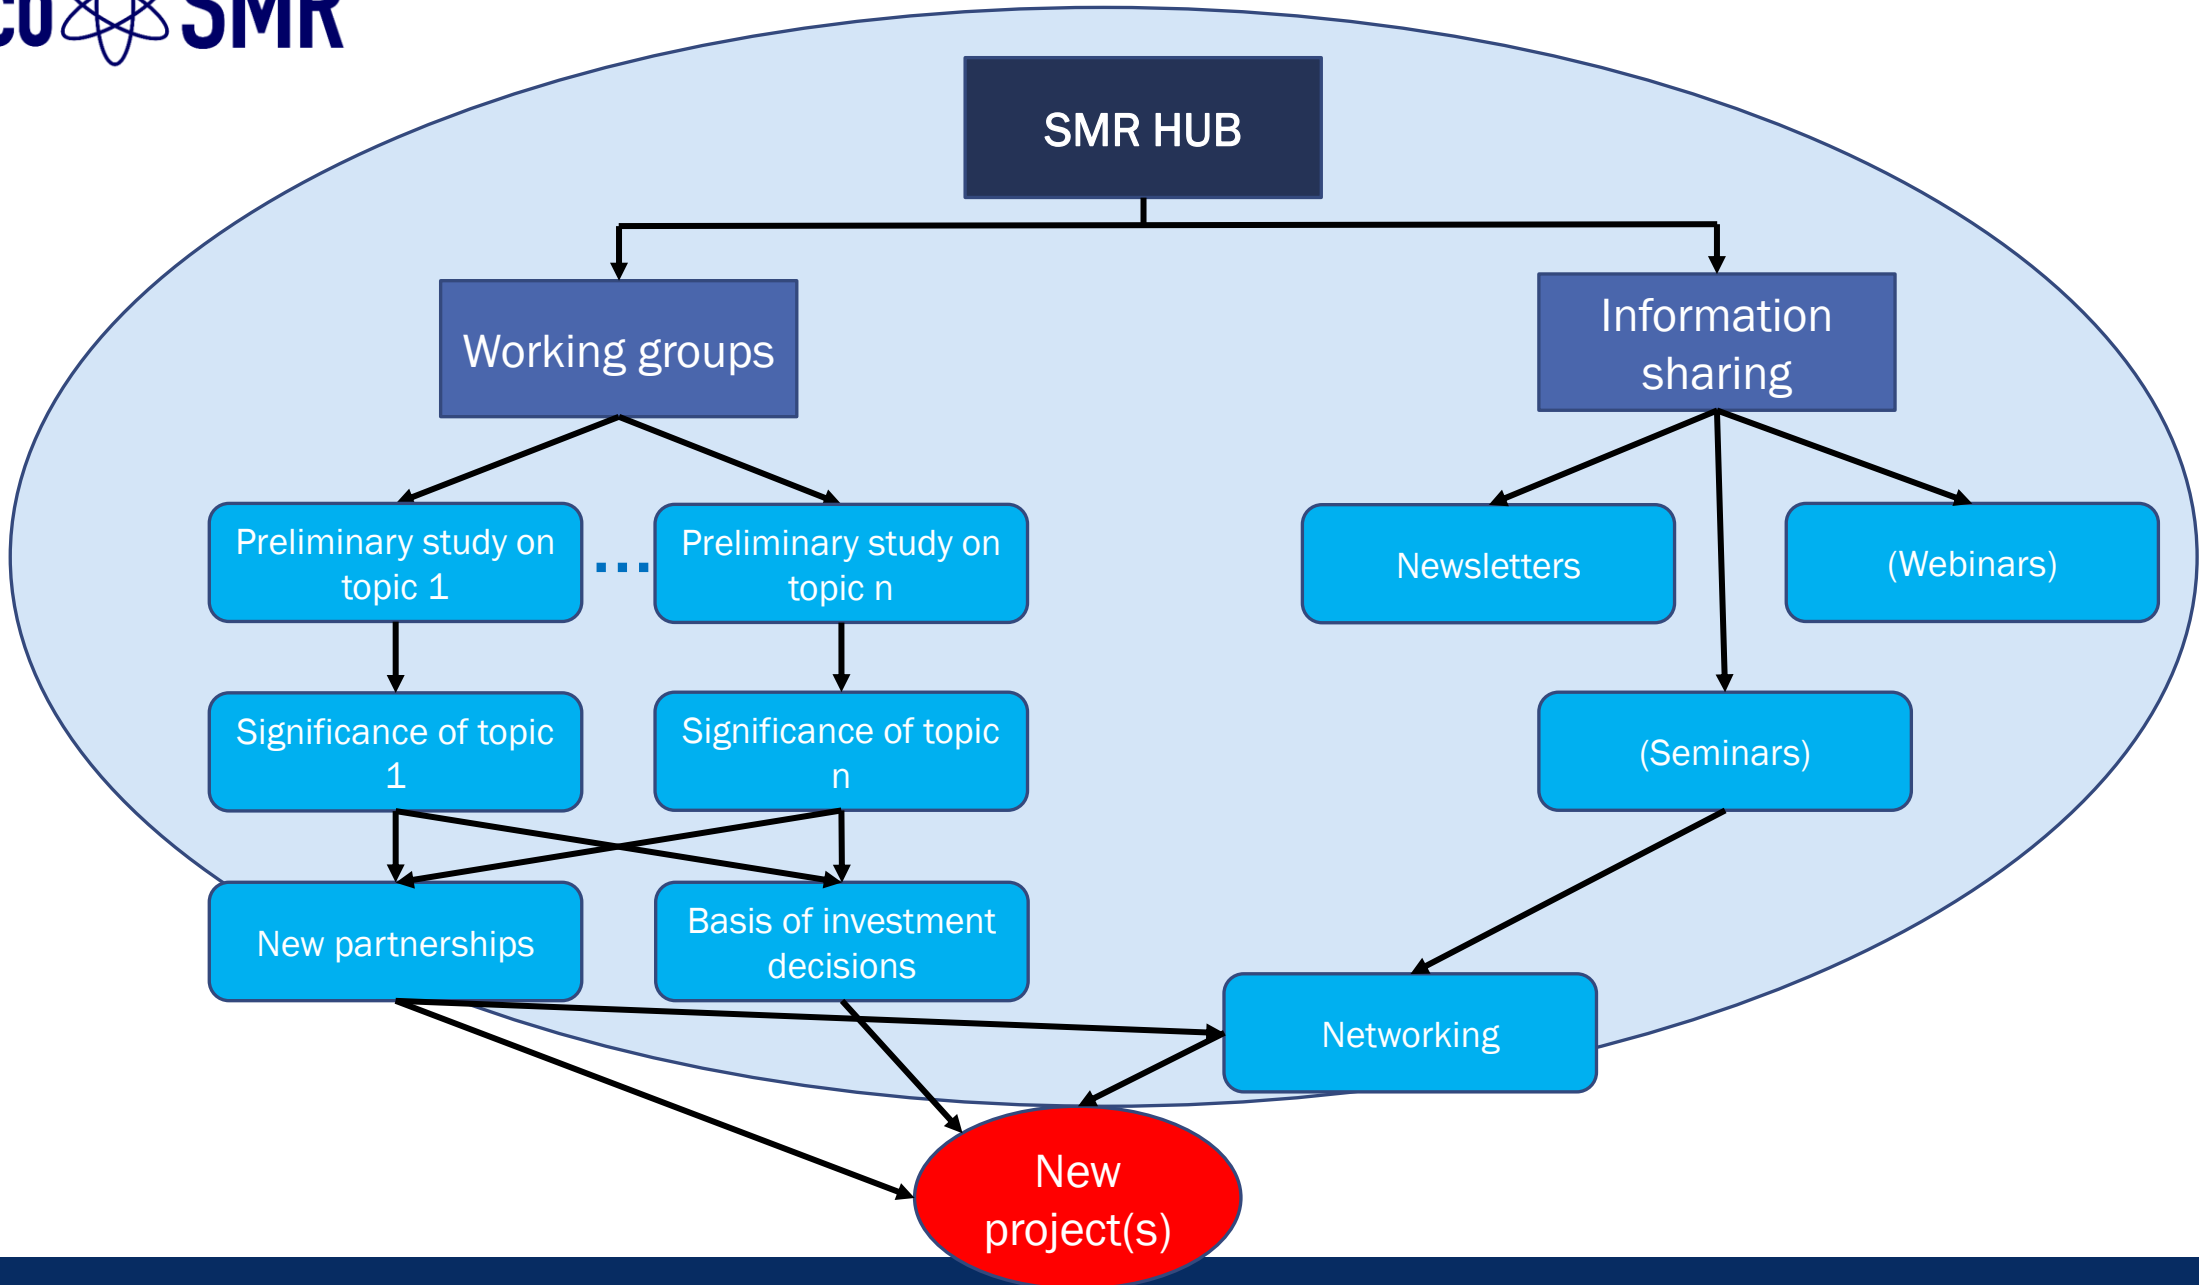 SMR
SMR HUB
Working groups
Information
sharing
Preliminary study on
topic 1
...
Preliminary study on
topic n
Newsletters
(Webinars)
Significance of topic
1
Significance of topic
n
(Seminars)
New partnerships
Basis of investment
decisions
Networking
New
project(s)